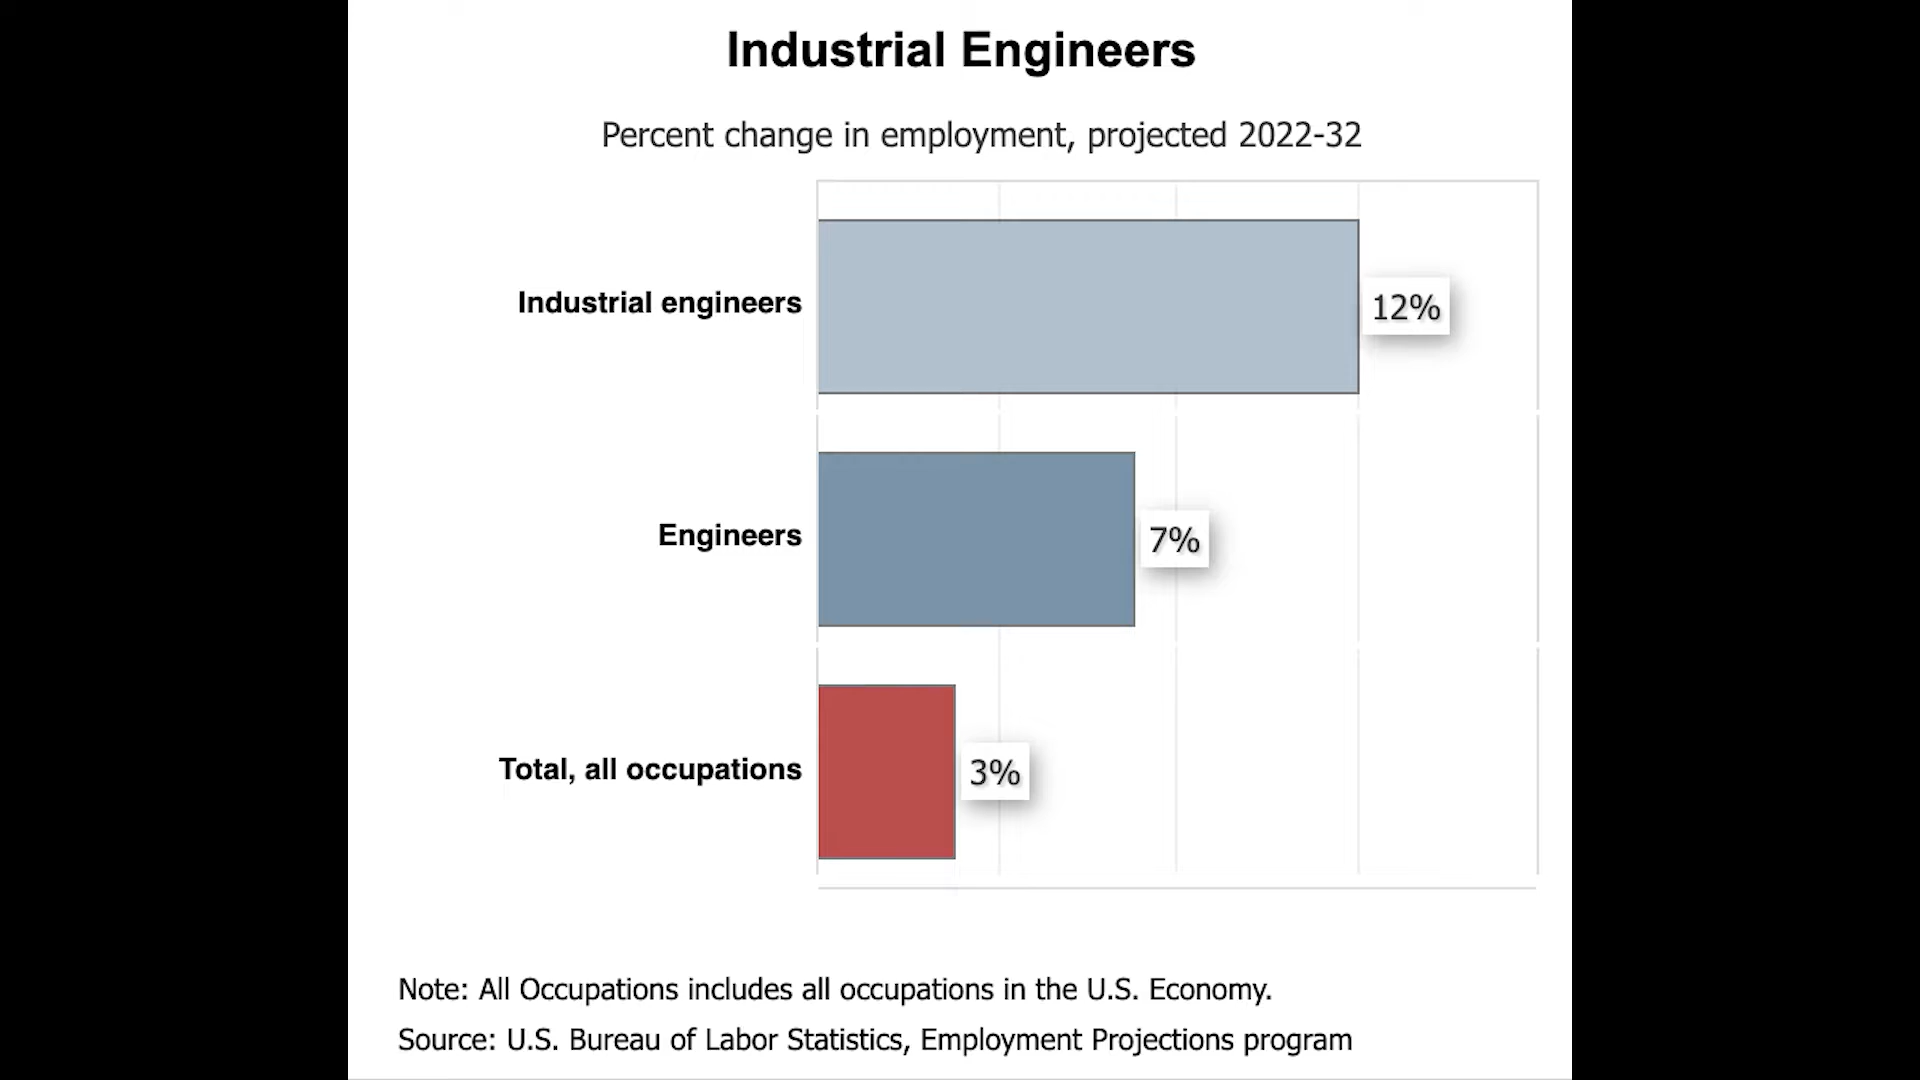 Industrial Engineers
Percent change in employment, projected 2022-32
Industrial engineers
12%
Engineers
7%
Total, all occupations
3%
Note: All Occupations includes all occupations in the U.S. Economy.
Source: U.S. Bureau of Labor Statistics, Employment Projections program